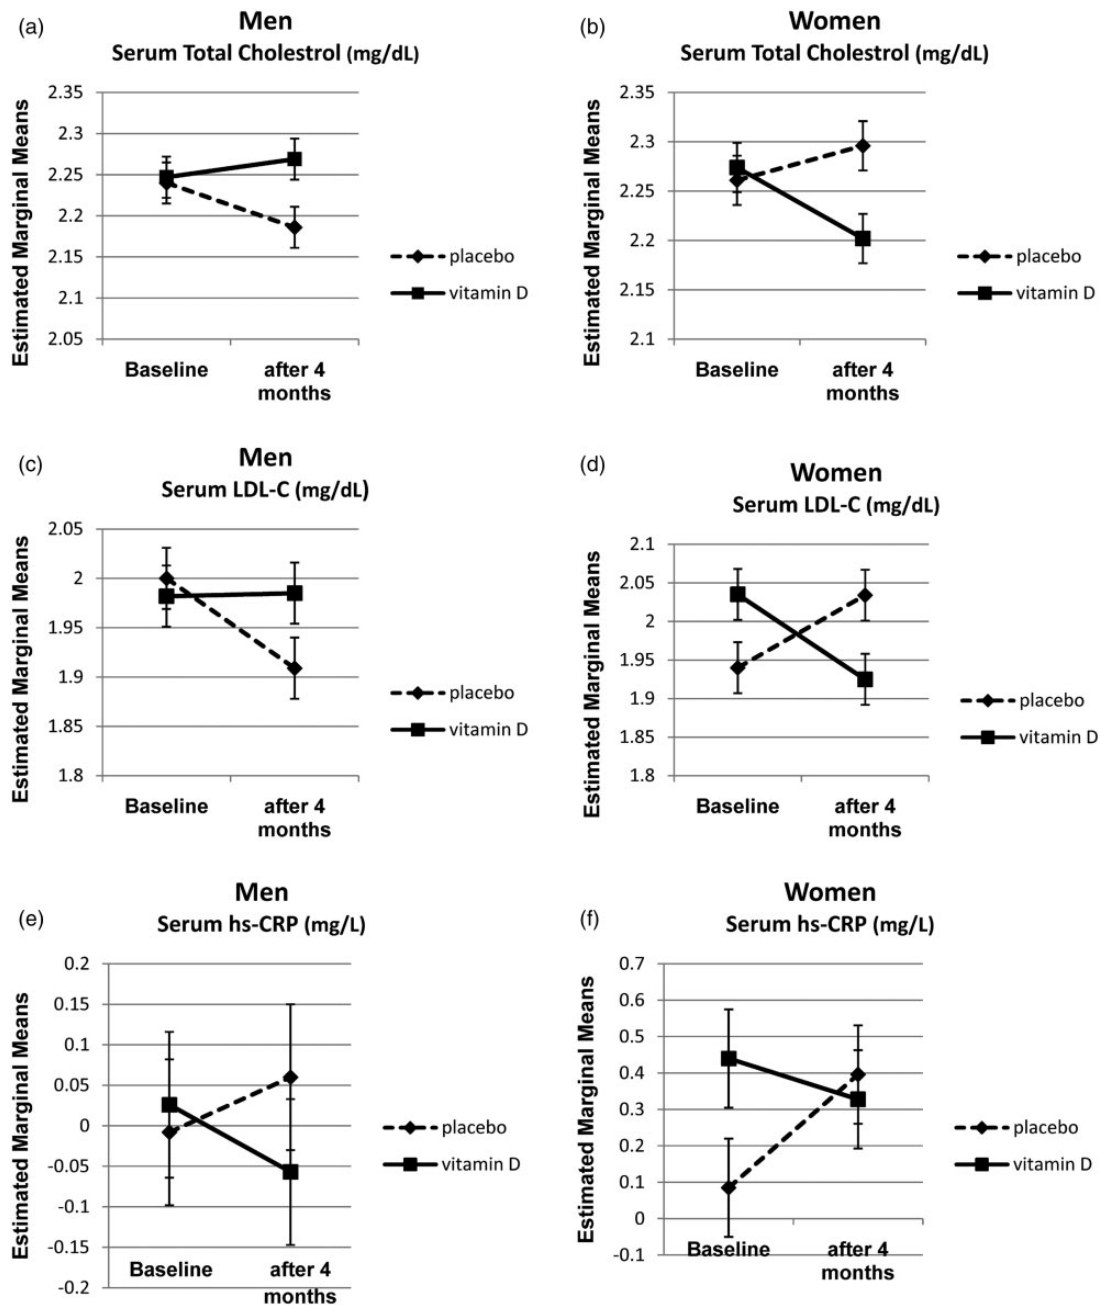 (a)
Men
Serum Total Cholestrol (mg/dL)
Estimated Marginal Means
2.35
2.3
2.25
2.2
2.15
2.1
2.05
Baseline
after 4
months
placebo
vitamin D
(b)
Women
Serum Total Cholestrol (mg/dL)
Estimated Marginal Means
2.35
2.3
2.25
2.2
2.15
2.1
Baseline
after 4
months
placebo
vitamin D
(c)
Men
Serum LDL-C (mg/dL)
Estimated Marginal Means
2.05
2
1.95
1.9
1.85
1.8
Baseline
after 4
months
placebo
vitamin D
(d)
Women
Serum LDL-C (mg/dL)
Estimated Marginal Means
2.1
2.05
2
1.95
1.9
1.85
1.8
Baseline
after 4
months
placebo
vitamin D
(e)
Men
Serum hs-CRP (mg/L)
Estimated Marginal Means
0.2
0.15
0.1
0.05
0
-0.05
-0.1
-0.15
-0.2
Baseline
after 4
months
placebo
vitamin D
(f)
Women
Serum hs-CRP (mg/L)
Estimated Marginal Means
0.7
0.6
0.5
0.4
0.3
0.2
0.1
0
-0.1
Baseline
after 4
months
placebo
vitamin D